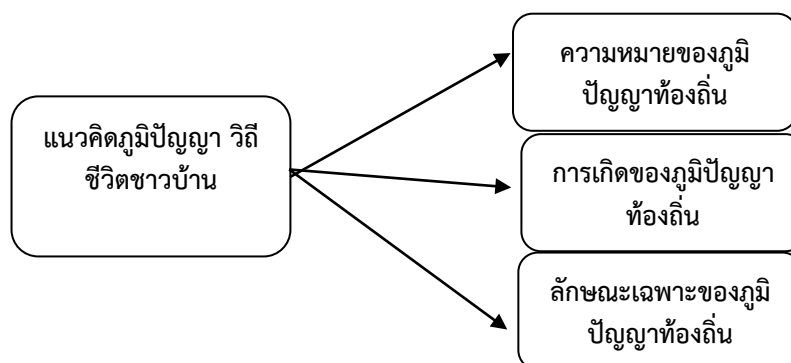 แนวคิดภูมิปัญญา วิถี
ชีวิตชาวบ้าน
ความหมายของภูมิ
ปัญญาท้องถิ่น
การเกิดของภูมิปัญญา
ท้องถิ่น
ลักษณะเฉพาะของภูมิ
ปัญญาท้องถิ่น